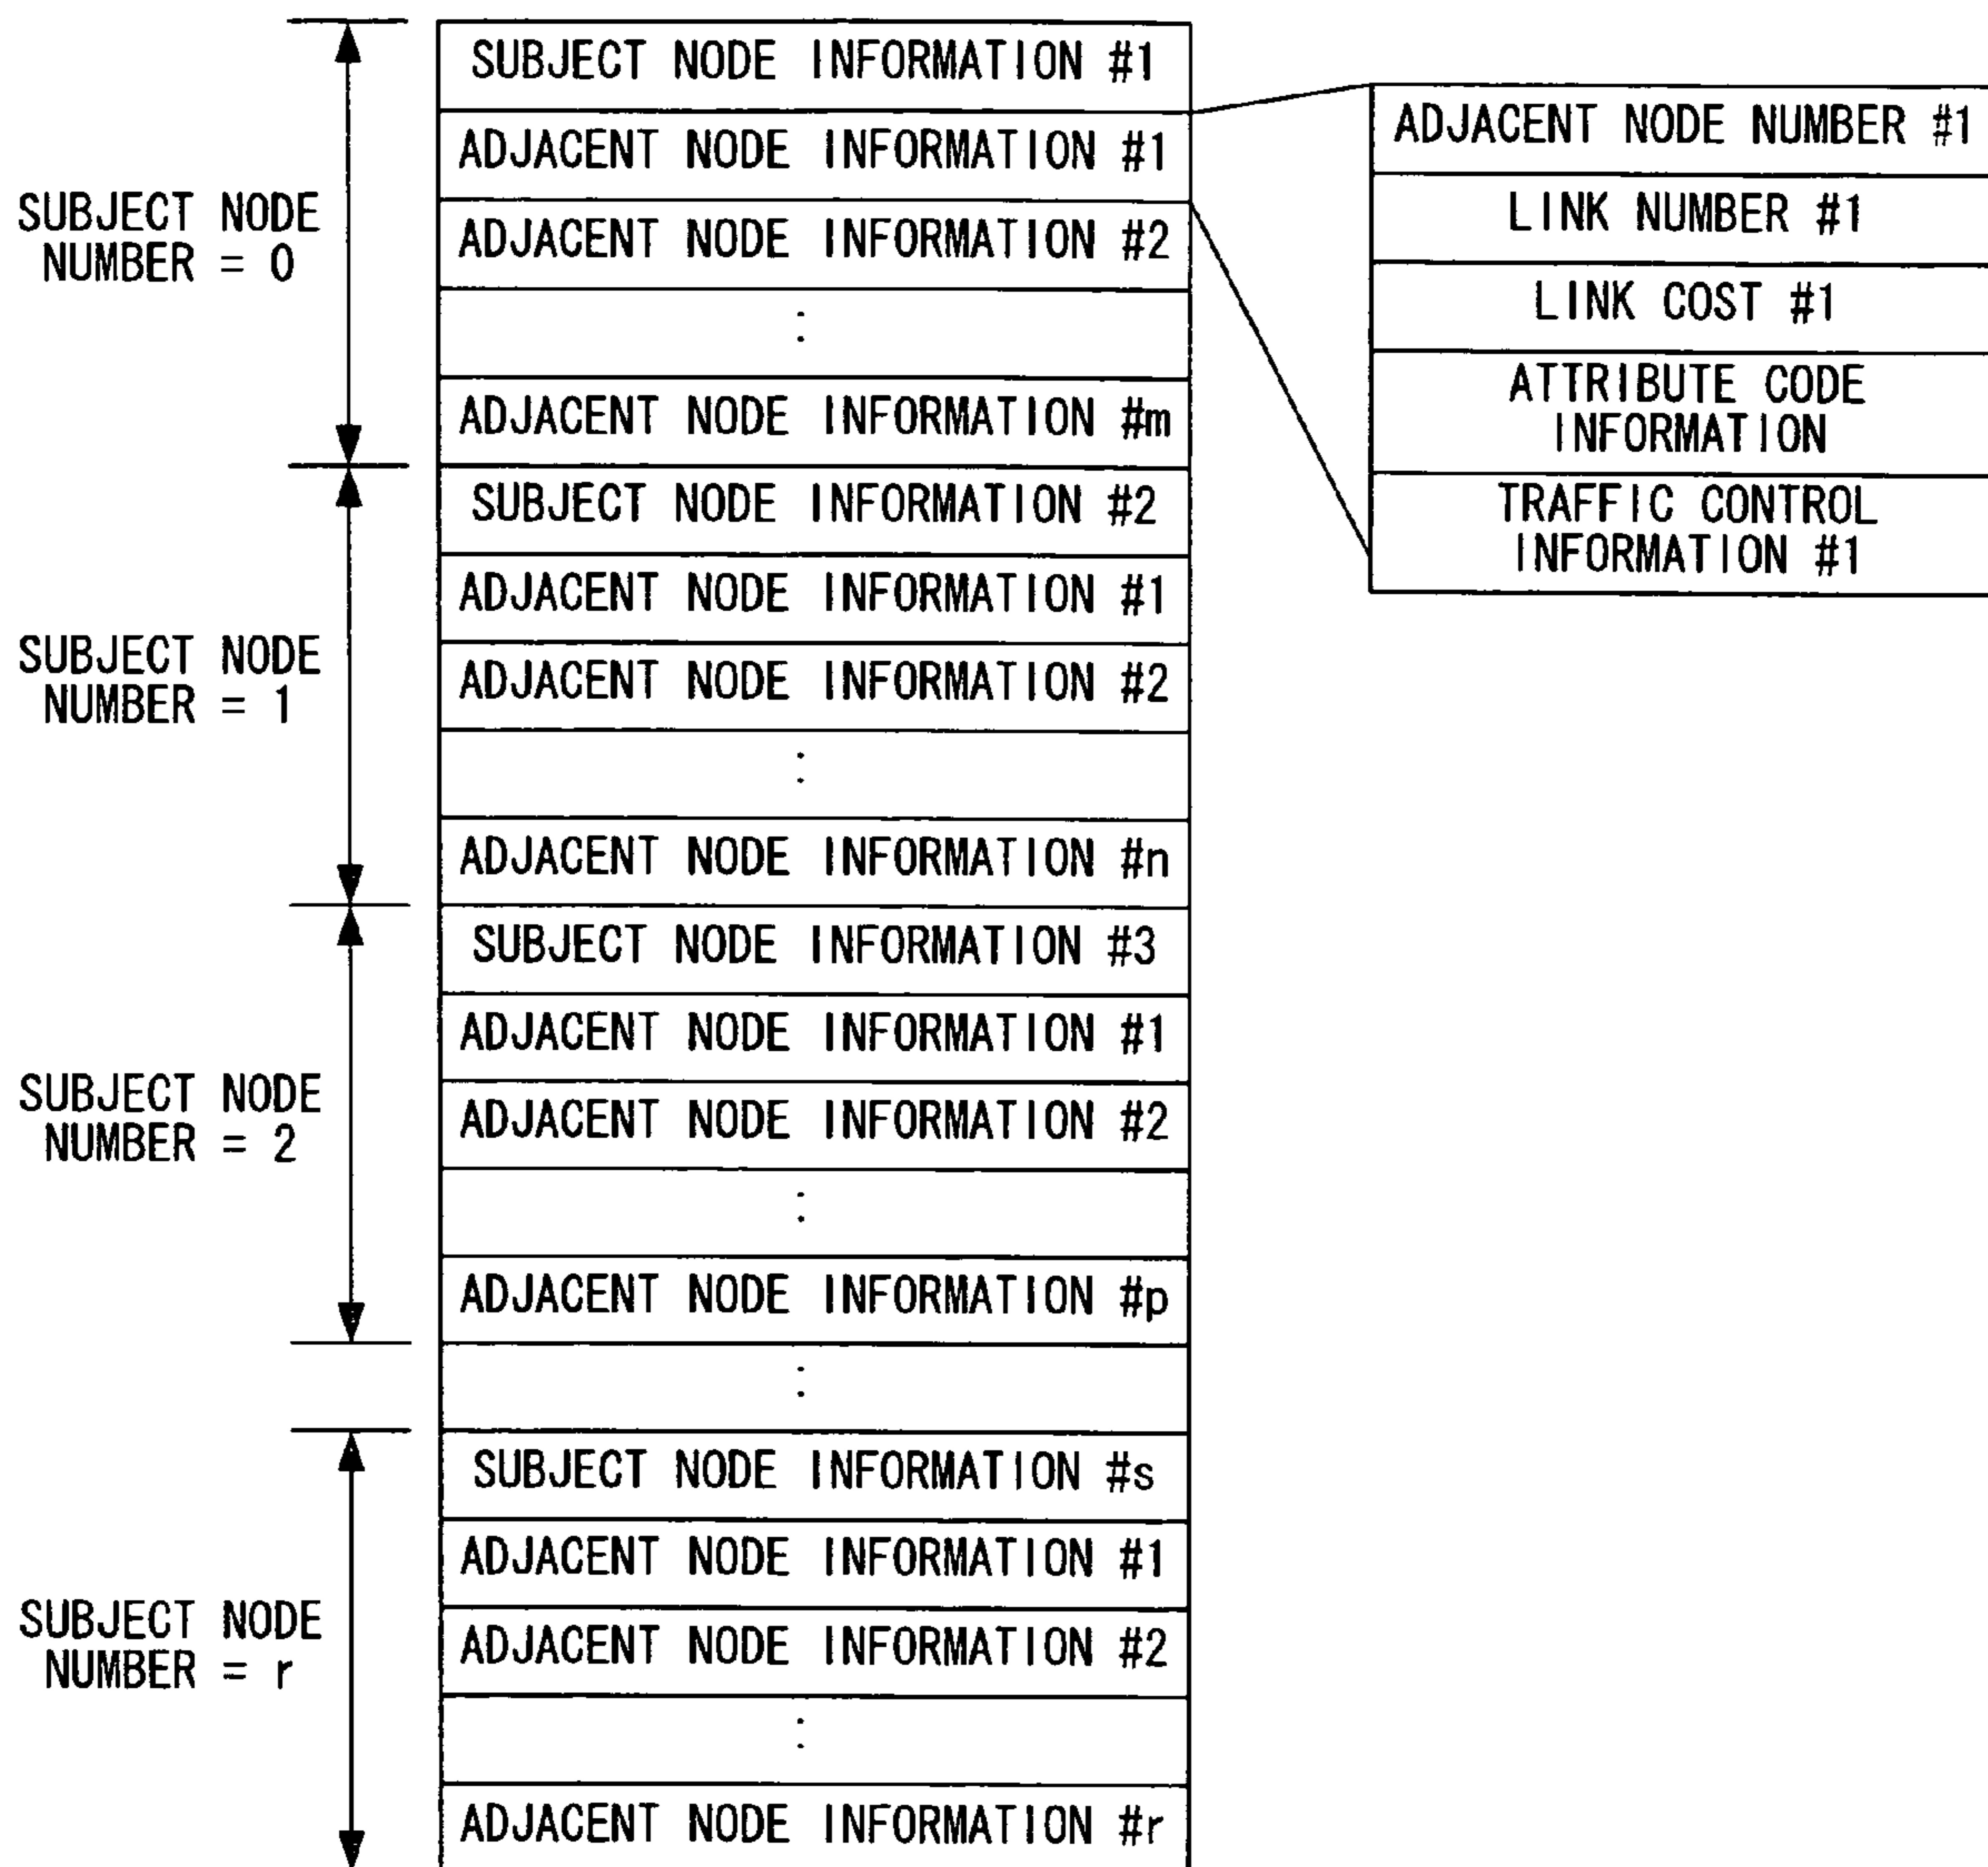 SUBJECT NODE
NUMBER = 0
SUBJECT NODE INFORMATION #1
ADJACENT NODE INFORMATION #1
ADJACENT NODE INFORMATION #2
:
ADJACENT NODE INFORMATION #m
ADJACENT NODE NUMBER #1
LINK NUMBER #1
LINK COST #1
ATTRIBUTE CODE
INFORMATION
TRAFFIC CONTROL
INFORMATION #1
SUBJECT NODE
NUMBER = 1
SUBJECT NODE INFORMATION #2
ADJACENT NODE INFORMATION #1
ADJACENT NODE INFORMATION #2
:
ADJACENT NODE INFORMATION #n
SUBJECT NODE
NUMBER = 2
SUBJECT NODE INFORMATION #3
ADJACENT NODE INFORMATION #1
ADJACENT NODE INFORMATION #2
:
ADJACENT NODE INFORMATION #p
:
SUBJECT NODE
NUMBER = r
SUBJECT NODE INFORMATION #s
ADJACENT NODE INFORMATION #1
ADJACENT NODE INFORMATION #2
:
ADJACENT NODE INFORMATION #r